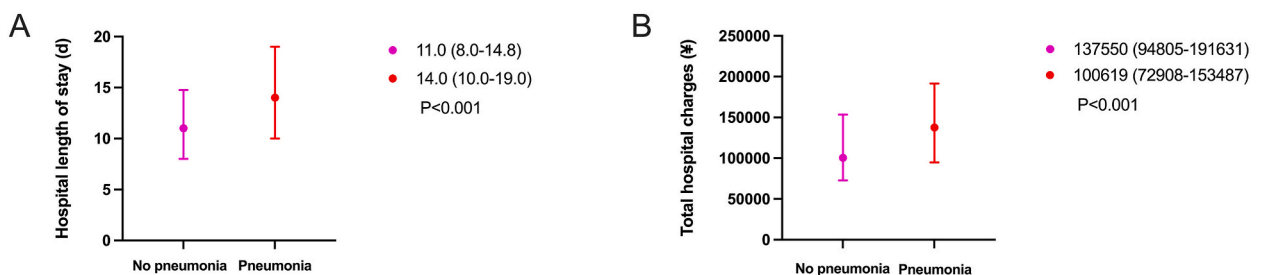 A
Hospital length of stay (d)
20
15
10
5
0
No pneumonia Pneumonia
11.0 (8.0-14.8)
14.0 (10.0-19.0)
P<0.001
B
Total hospital charges (¥)
250000
200000
150000
100000
50000
0
No pneumonia Pneumonia
137550 (94805-191631)
100619 (72908-153487)
P<0.001